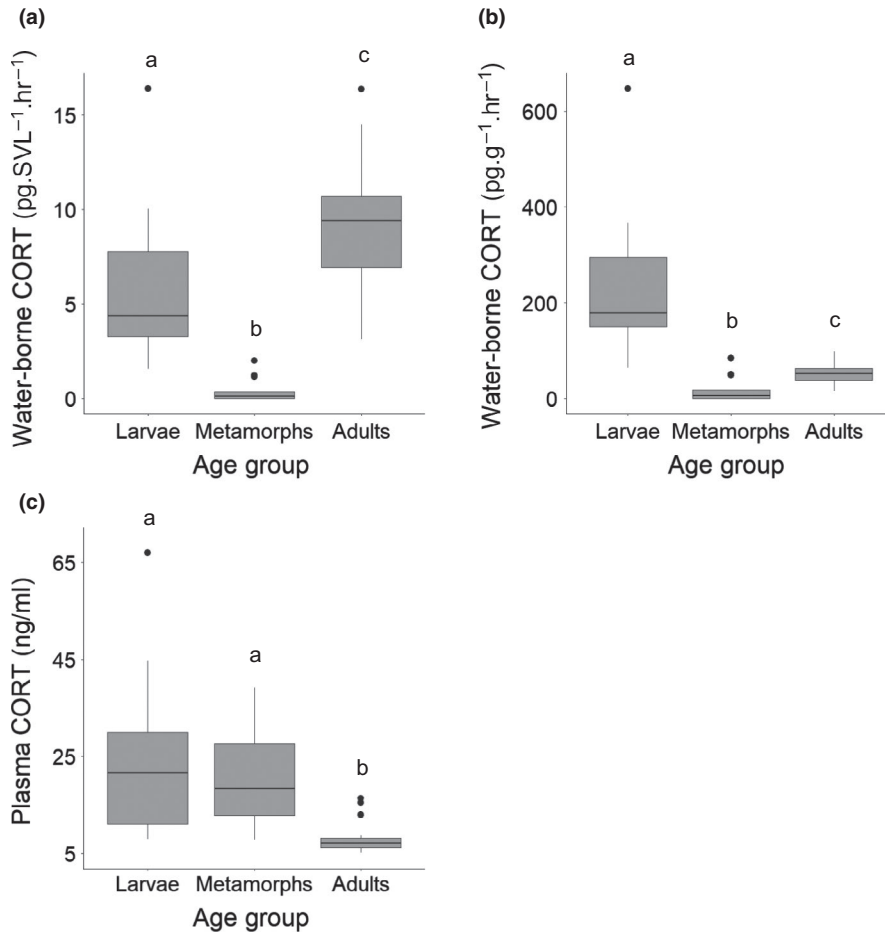 (a)
Water-borne CORT (pg.SVL⁻¹.hr⁻¹)
15
10
5
0
a
b
c
Larvae Metamorphs Adults
Age group
(b)
Water-borne CORT (pg.g⁻¹.hr⁻¹)
600
400
200
0
a
b
c
Larvae Metamorphs Adults
Age group
(c)
Plasma CORT (ng/ml)
65
45
25
5
a
a
b
Larvae Metamorphs Adults
Age group